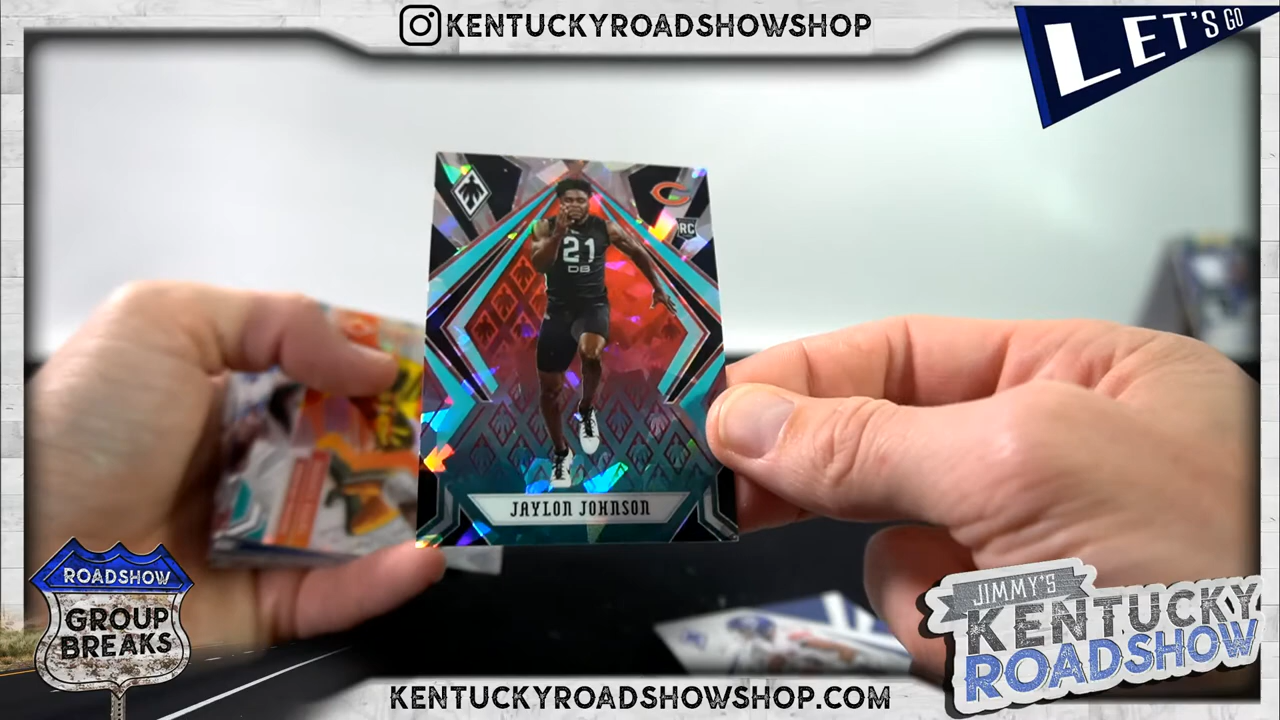 KENTUCKYROADSHOWSHOP
LET'S GO
RC
21
DB
JAYLON JOHNSON
ROADSHOW
GROUP
BREAKS
JIMMY'S
KENTUCKY
ROADSHOW
KENTUCKYROADSHOWSHOP.COM